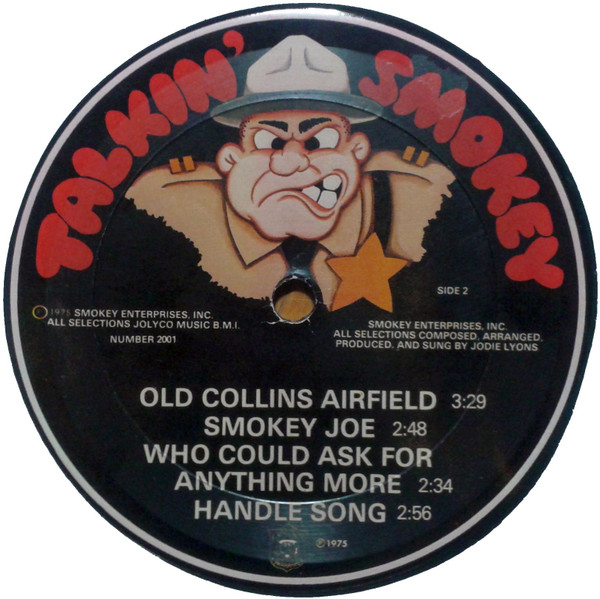 TALKIN' SMOKEY
SIDE 2
℗ 1975 SMOKEY ENTERPRISES, INC.
ALL SELECTIONS JOLYCO MUSIC B.M.I.
NUMBER 2001
SMOKEY ENTERPRISES, INC.
ALL SELECTIONS COMPOSED, ARRANGED,
PRODUCED, AND SUNG BY JODIE LYONS
OLD COLLINS AIRFIELD 3:29
SMOKEY JOE 2:48
WHO COULD ASK FOR
ANYTHING MORE 2:34
HANDLE SONG 2:56
℗1975